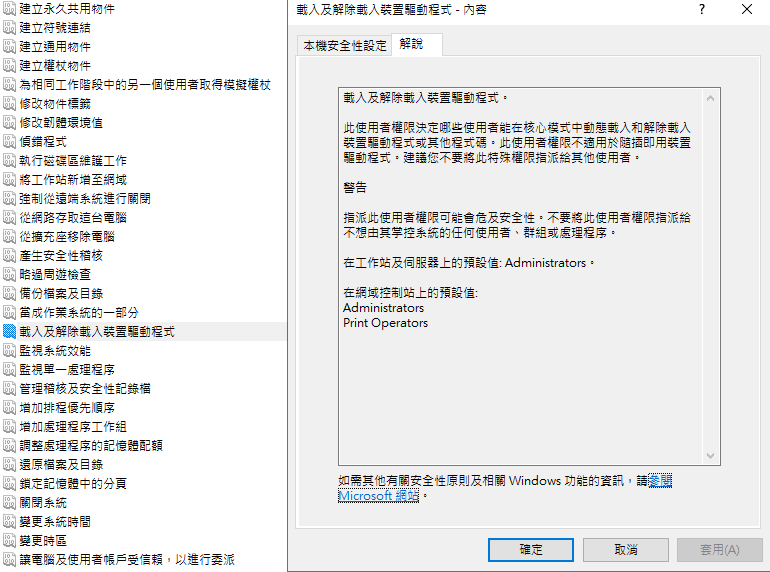 建立永久共用物件
建立符號連結
建立通用物件
建立權杖物件
為相同工作階段中的另一個使用者取得模擬權杖
修改物件標籤
修改韌體環境值
偵錯程式
執行磁碟區維護工作
將工作站新增至網域
強制從遠端系統進行關閉
從網路存取這台電腦
從擴充座移除電腦
產生安全性稽核
略過周遊檢查
備份檔案及目錄
當成作業系統的一部分
載入及解除載入裝置驅動程式
監視系統效能
監視單一處理程序
管理稽核及安全性記錄檔
增加排程優先順序
增加處理程序工作組
調整處理程序的記憶體配額
還原檔案及目錄
鎖定記憶體中的分頁
關閉系統
變更系統時間
變更時區
讓電腦及使用者帳戶受信賴，以進行委派
載入及解除載入裝置驅動程式 - 內容
本機安全性設定 解說
載入及解除載入裝置驅動程式。
此使用者權限決定哪些使用者能在核心模式中動態載入和解除載入
裝置驅動程式或其他程式碼。此使用者權限不適用於隨插即用裝置
驅動程式。建議您不要將此特殊權限指派給其他使用者。
警告
指派此使用者權限可能會危及安全性。不要將此使用者權限指派給
不想由其掌控系統的任何使用者、群組或處理程序。
在工作站及伺服器上的預設值: Administrators。
在網域控制站上的預設值:
Administrators
Print Operators
如需其他有關安全性原則及相關 Windows 功能的資訊，請參閱
Microsoft 網站。
確定 取消 套用(A)